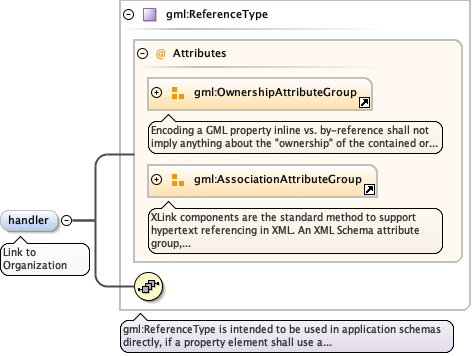 gml:ReferenceType
@ Attributes
gml:OwnershipAttributeGroup
Encoding a GML property inline vs. by-reference shall not
imply anything about the "ownership" of the contained or...
gml:AssociationAttributeGroup
XLink components are the standard method to support
hypertext referencing in XML. An XML Schema attribute
group,...
handler
Link to
Organization
gml:ReferenceType is intended to be used in application schemas
directly, if a property element shall use a...